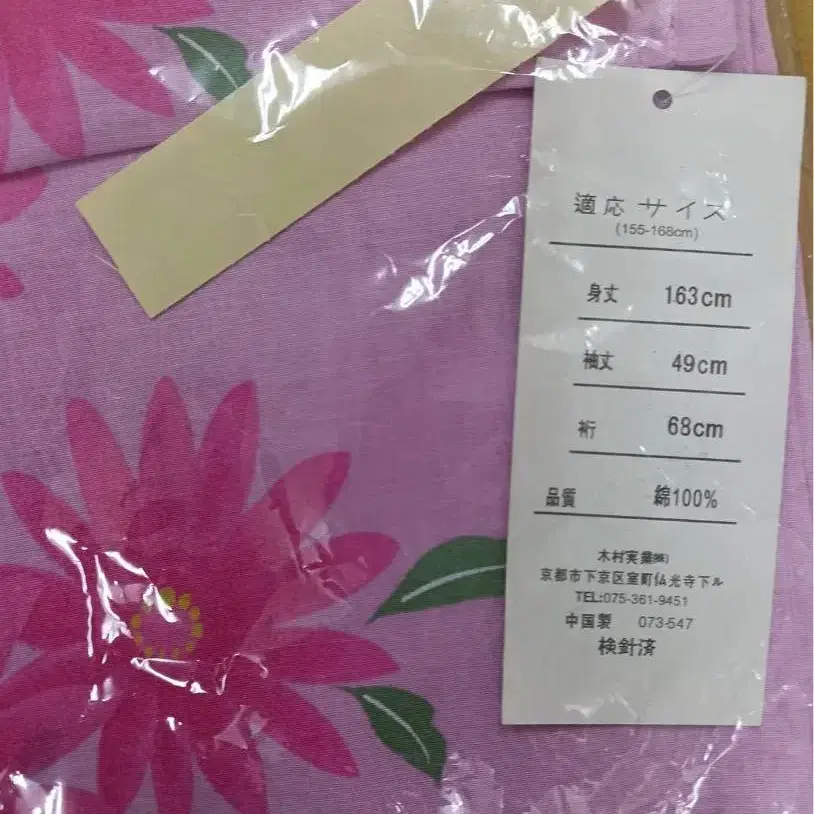 適応 サイズ
(155-168cm)
身丈 163cm
袖丈 49cm
裄 68cm
品質 綿100%
木村実業㈱
京都市下京区室町仏光寺下ル
TEL:075-361-9451
中国製 073-547
検針済